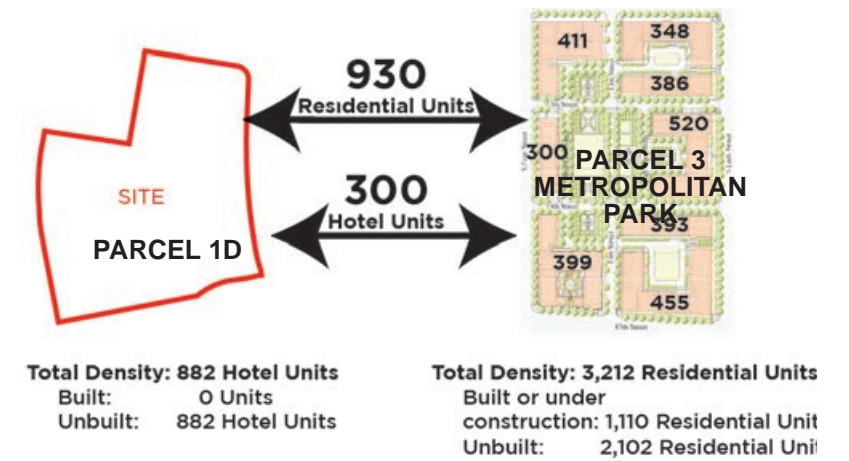 930
Residential Units
300
Hotel Units
SITE
PARCEL 1D
411
348
386
520
300
PARCEL 3
METROPOLITAN
PARK
393
399
455
Total Density: 882 Hotel Units
Built: 0 Units
Unbuilt: 882 Hotel Units
Total Density: 3,212 Residential Units
Built or under
construction: 1,110 Residential Unit
Unbuilt: 2,102 Residential Unit